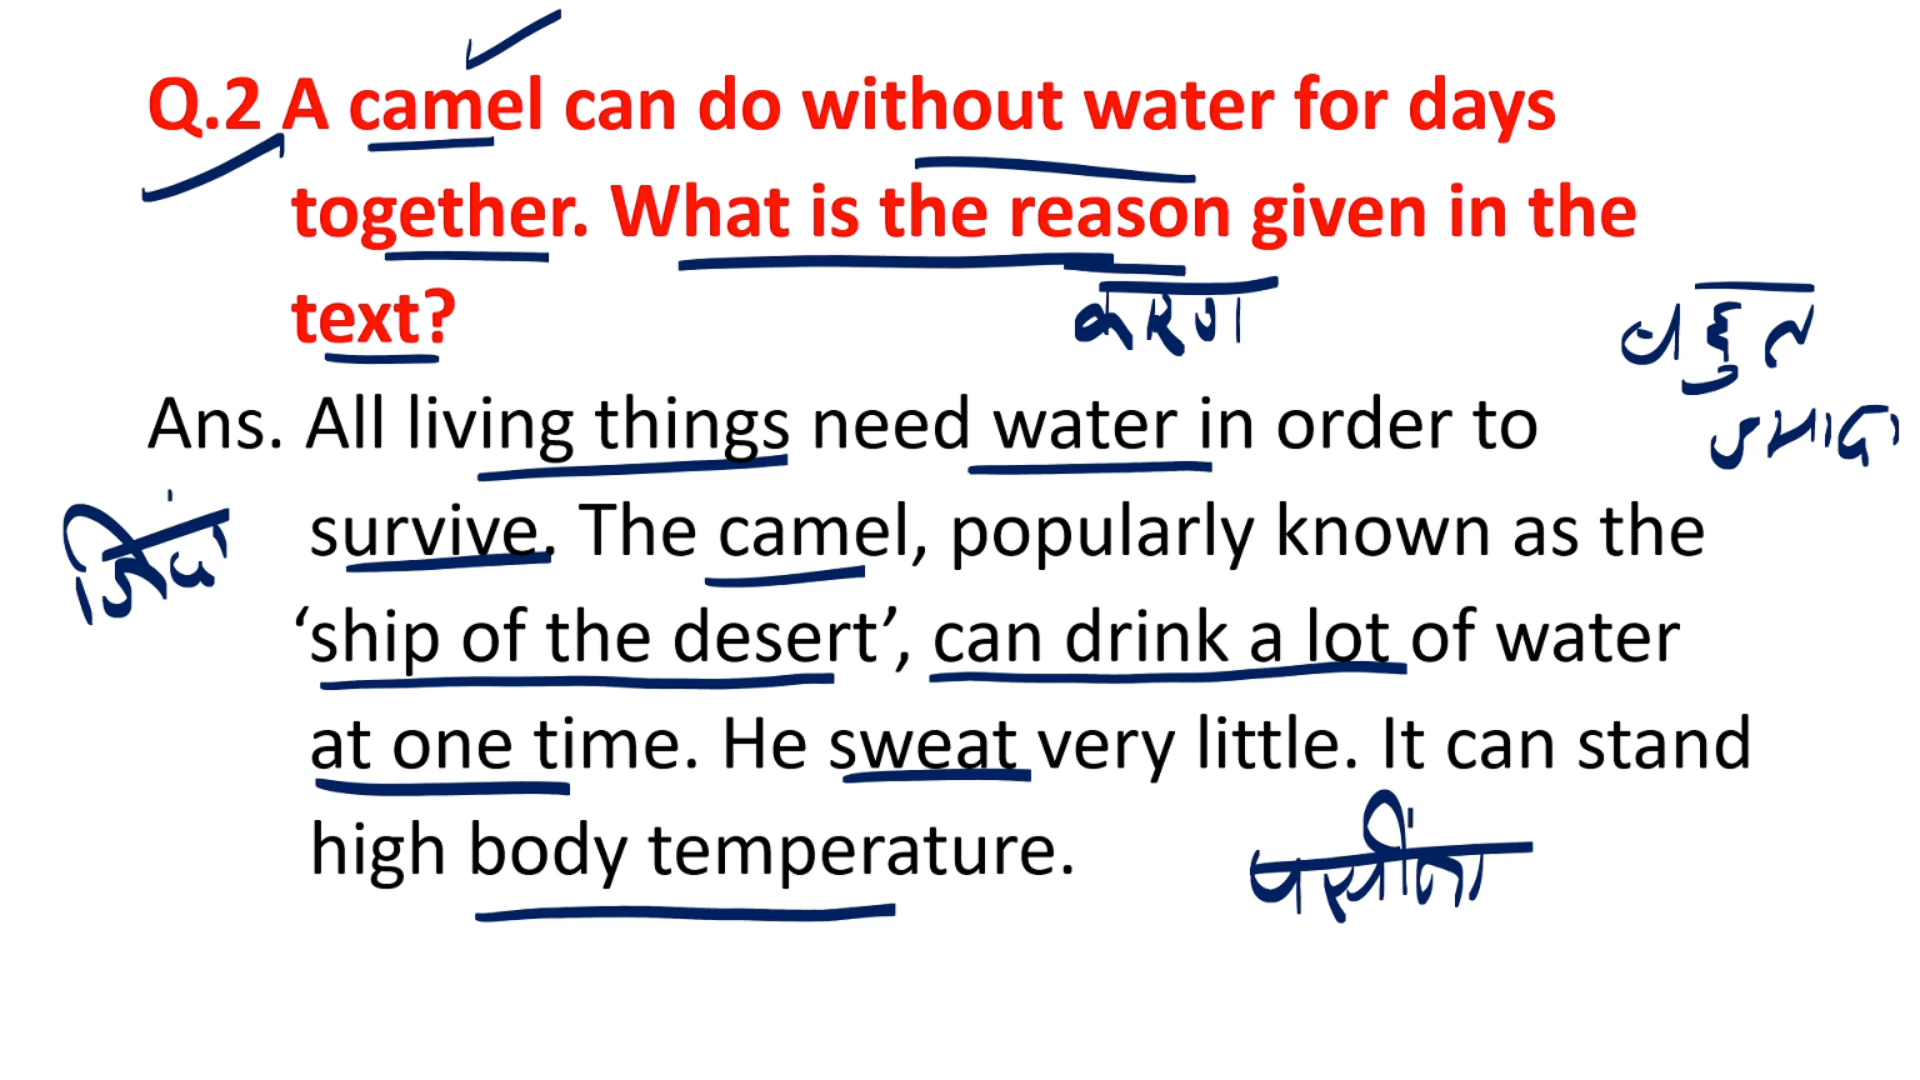 Q.2 A camel can do without water for days
together. What is the reason given in the
text?
करण
बहुत
ज्यादा
Ans. All living things need water in order to
survive. The camel, popularly known as the
जिंदा
‘ship of the desert’, can drink a lot of water
at one time. He sweat very little. It can stand
high body temperature.
पसीना